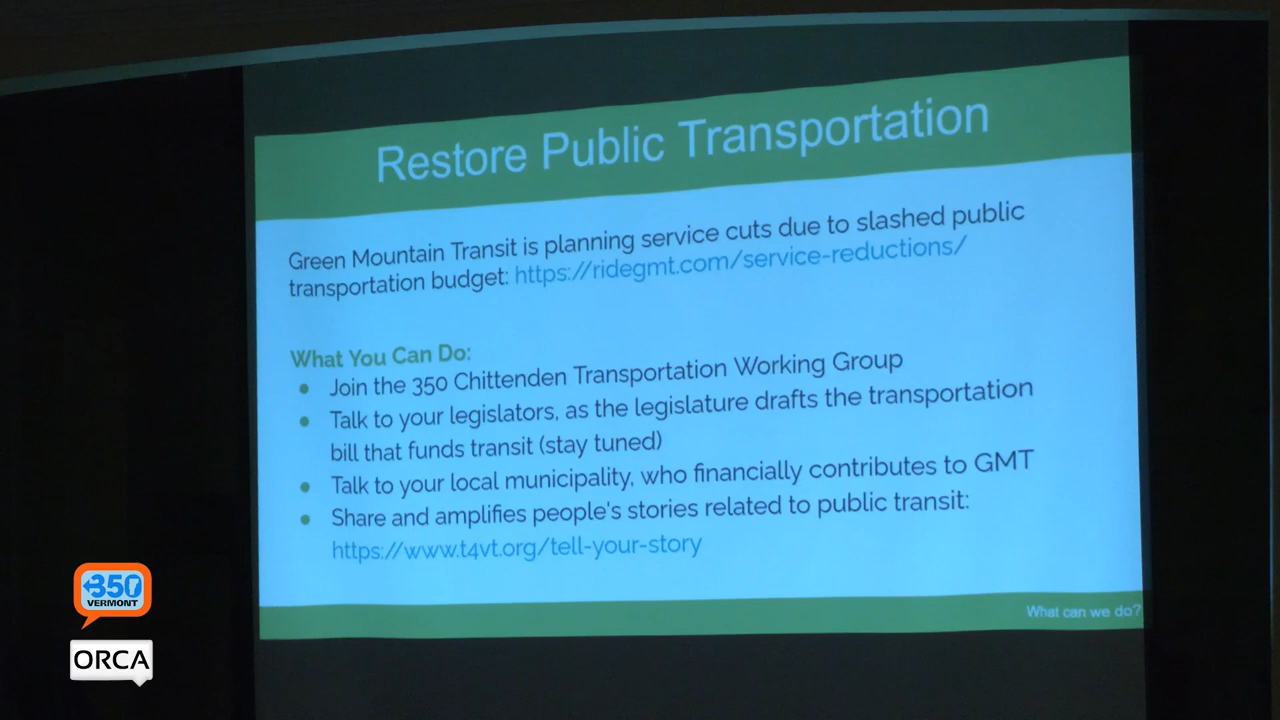 Restore Public Transportation
Green Mountain Transit is planning service cuts due to slashed public
transportation budget: https://ridegmt.com/service-reductions/
What You Can Do:
• Join the 350 Chittenden Transportation Working Group
• Talk to your legislators, as the legislature drafts the transportation
bill that funds transit (stay tuned)
• Talk to your local municipality, who financially contributes to GMT
• Share and amplifies people's stories related to public transit:
https://www.t4vt.org/tell-your-story
What can we do?
350
VERMONT
ORCA